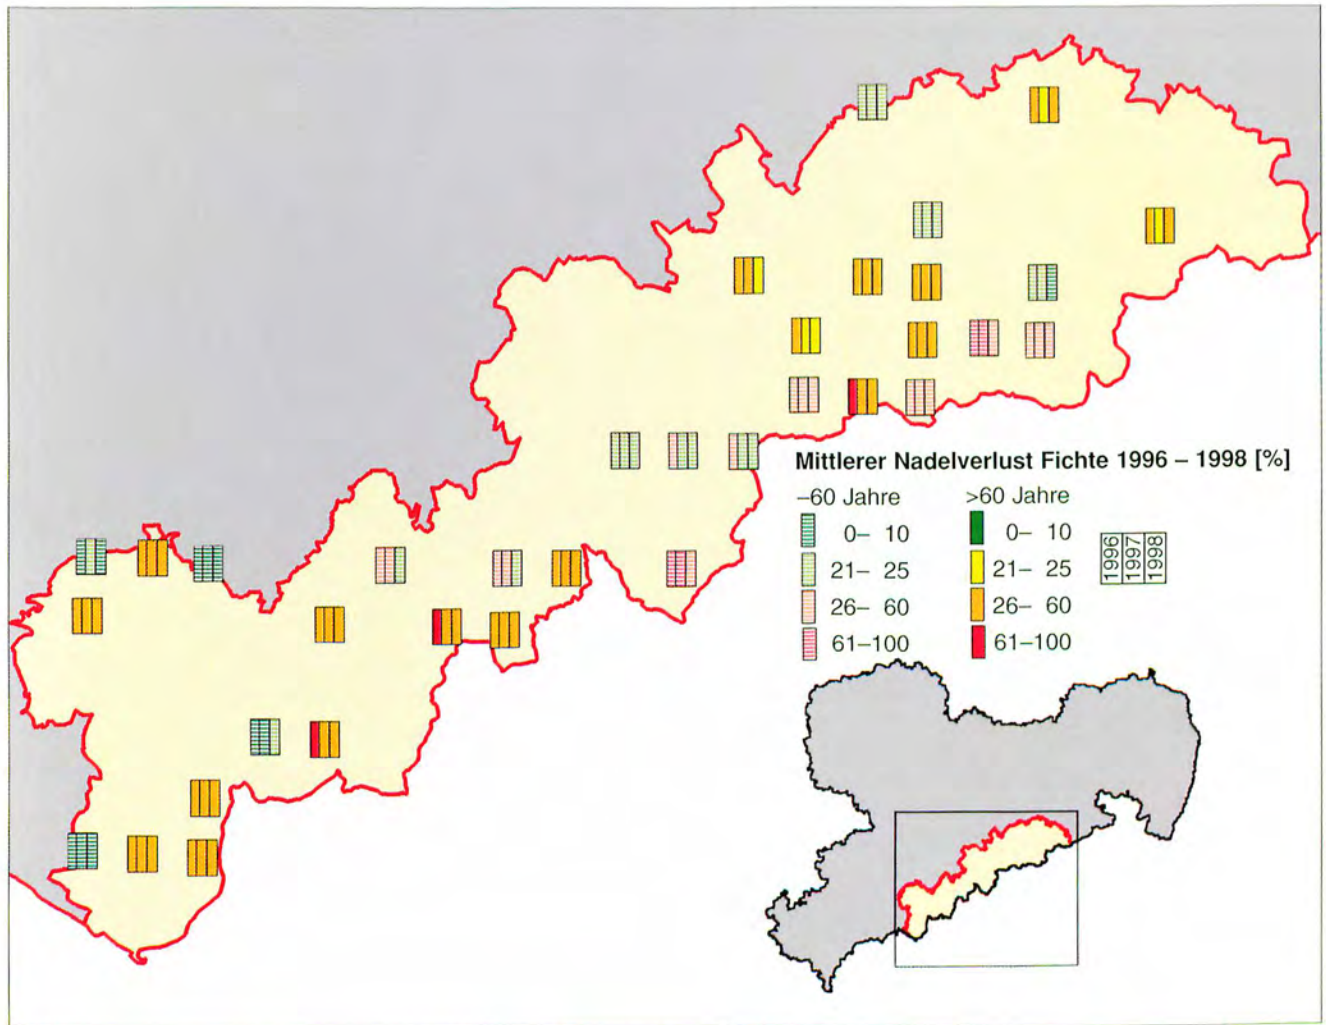 Mittlerer Nadelverlust Fichte 1996 – 1998 [%]
–60 Jahre >60 Jahre
0– 10 0– 10
21– 25 21– 25
26– 60 26– 60
61–100 61–100
1996
1997
1998